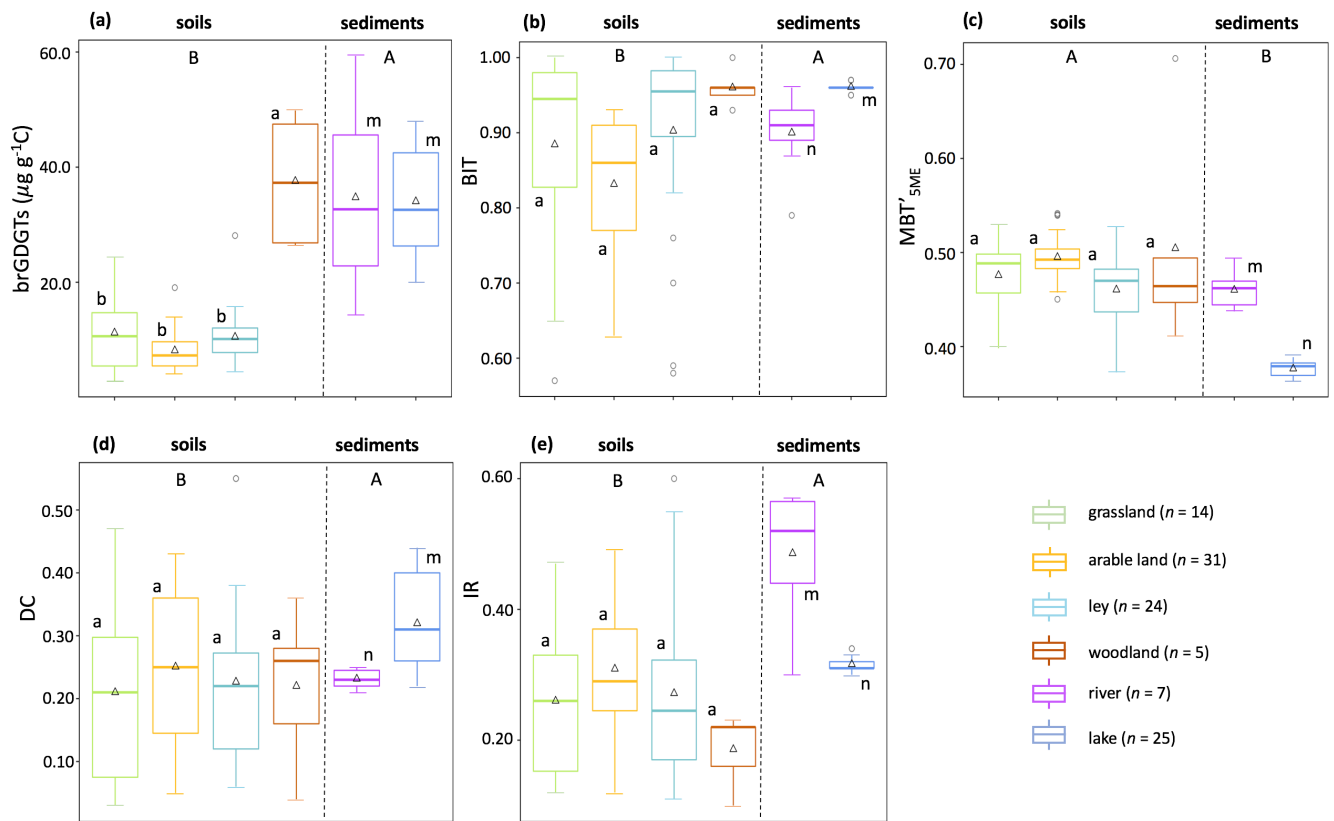 (a) soils sediments
B A
60.0
40.0
20.0
brGDGTs (µg g⁻¹C)
b b b a m m
(b) soils sediments
B A
1.00
0.90
0.80
0.70
0.60
BIT
a a a a n m
(c) soils sediments
A B
0.70
0.60
0.50
0.40
MBT'5ME
a a a a m n
(d) soils sediments
B A
0.50
0.40
0.30
0.20
0.10
DC
a a a a n m
(e) soils sediments
B A
0.60
0.40
0.20
IR
a a a a m n
grassland (n = 14)
arable land (n = 31)
ley (n = 24)
woodland (n = 5)
river (n = 7)
lake (n = 25)